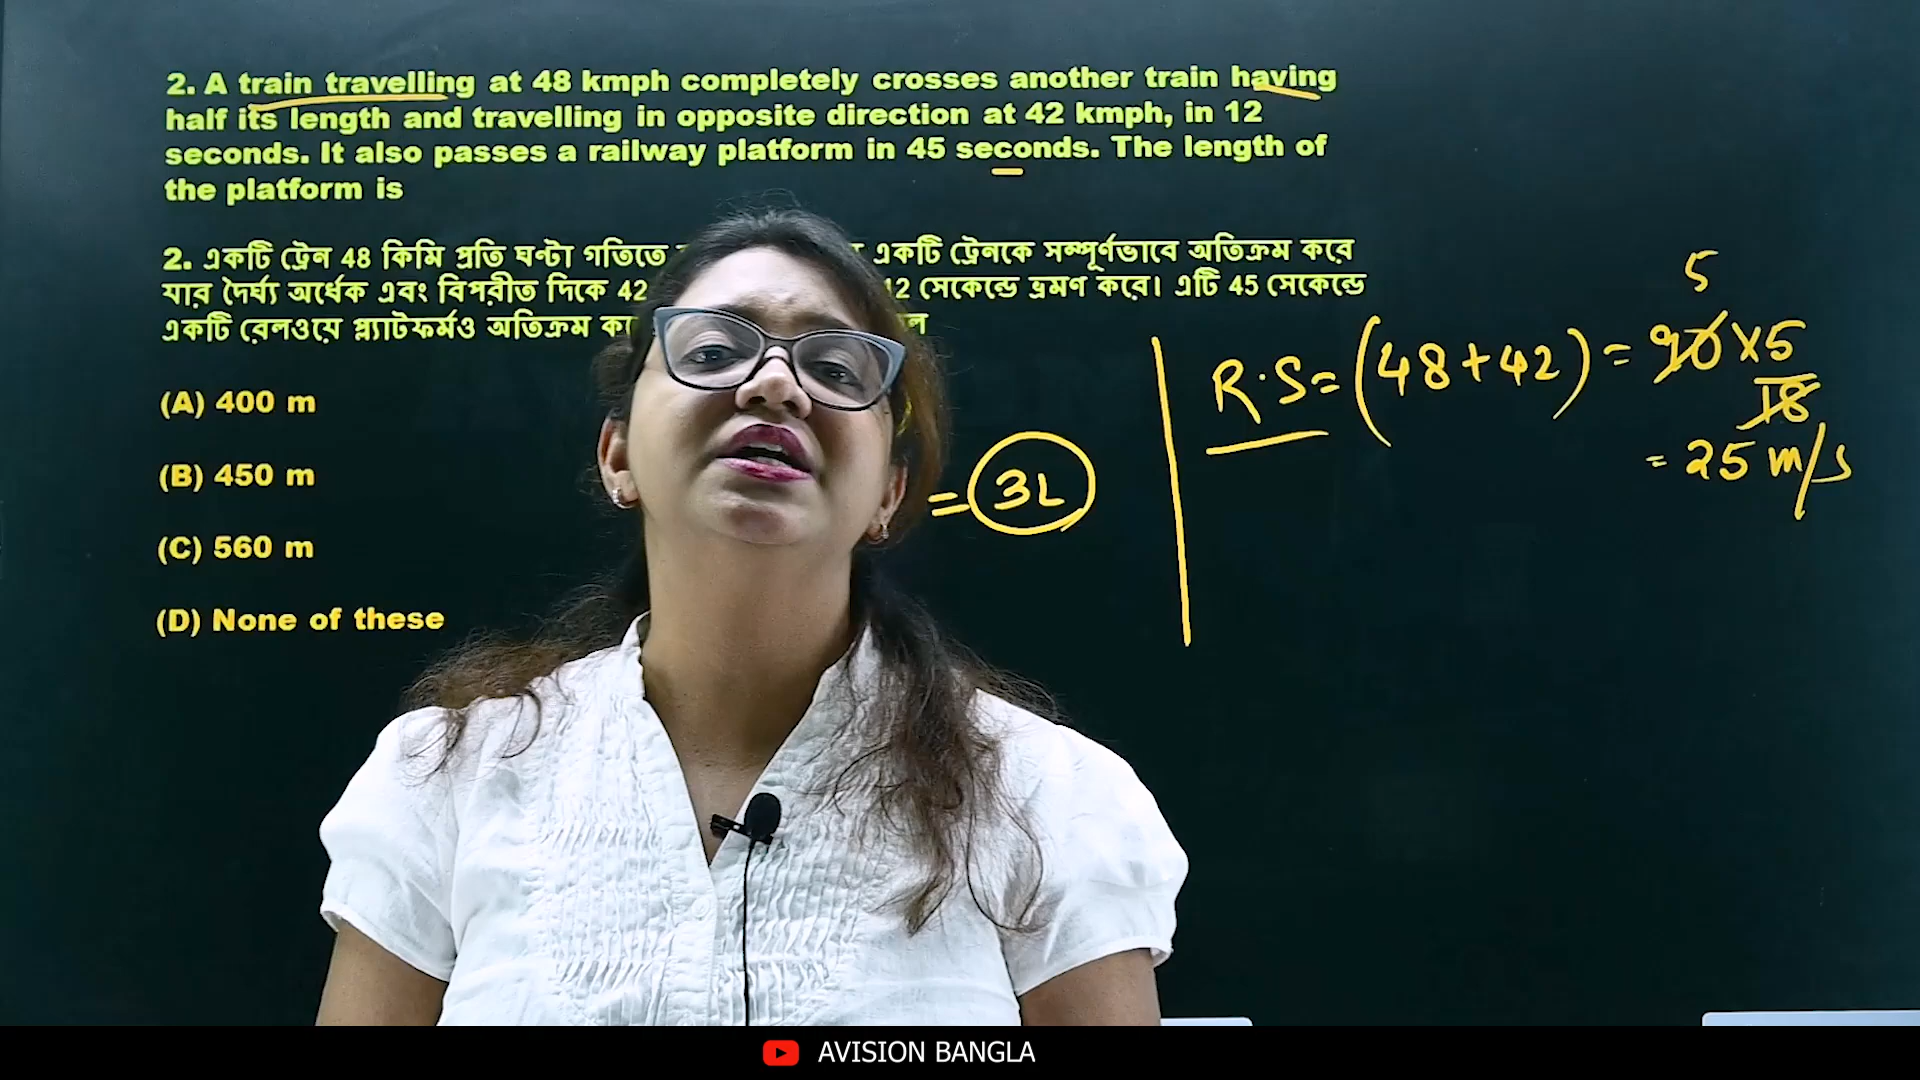 2. A train travelling at 48 kmph completely crosses another train having
half its length and travelling in opposite direction at 42 kmph, in 12
seconds. It also passes a railway platform in 45 seconds. The length of
the platform is
2. একটি ট্রেন 48 কিমি প্রতি ঘণ্টা গতিতে একটি ট্রেনকে সম্পূর্ণভাবে অতিক্রম করে
যার দৈর্ঘ্য অর্ধেক এবং বিপরীত দিকে 42 12 সেকেন্ডে ভ্রমণ করে। এটি 45 সেকেন্ডে
একটি রেলওয়ে প্ল্যাটফর্মও অতিক্রম
(A) 400 m
(B) 450 m
(C) 560 m
(D) None of these
= 3L
5
R.S = (48+42) = 90 x 5
18
= 25 m/s
AVISION BANGLA